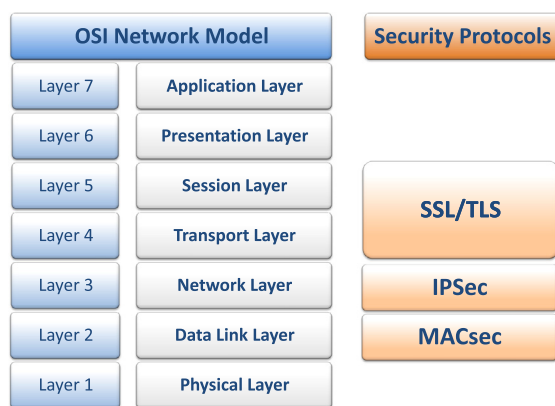 OSI Network Model
Security Protocols
Layer 7
Application Layer
Layer 6
Presentation Layer
Layer 5
Session Layer
Layer 4
Transport Layer
SSL/TLS
Layer 3
Network Layer
IPSec
Layer 2
Data Link Layer
MACsec
Layer 1
Physical Layer